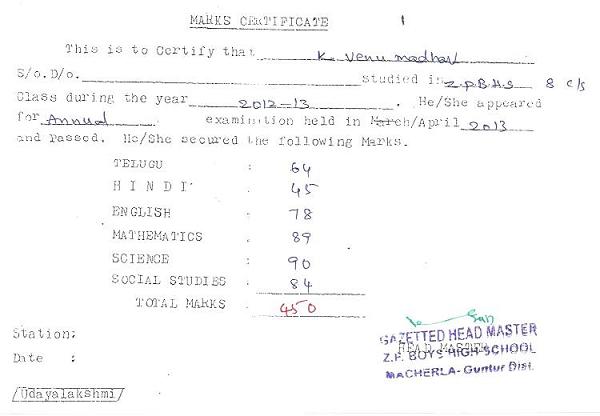 MARKS CERTIFICATE
This is to Certify that K. Venu madhav
S/o.D/o. studied in Z.P.B.H.S 8 c/s
Class during the year 2012-13 . He/She appeared
for Annual examination held in March/April 2013
and Passed. He/She secured the following Marks.
TELUGU : 64
HINDI : 45
ENGLISH : 78
MATHEMATICS : 89
SCIENCE : 90
SOCIAL STUDIES : 84
TOTAL MARKS . 450
Station:
GAZETTED HEAD MASTER
HEAD MASTER
Date :
Z.P. BOYS HIGH SCHOOL
MACHERLA- Guntur Dist.
/Udayalakshmi/